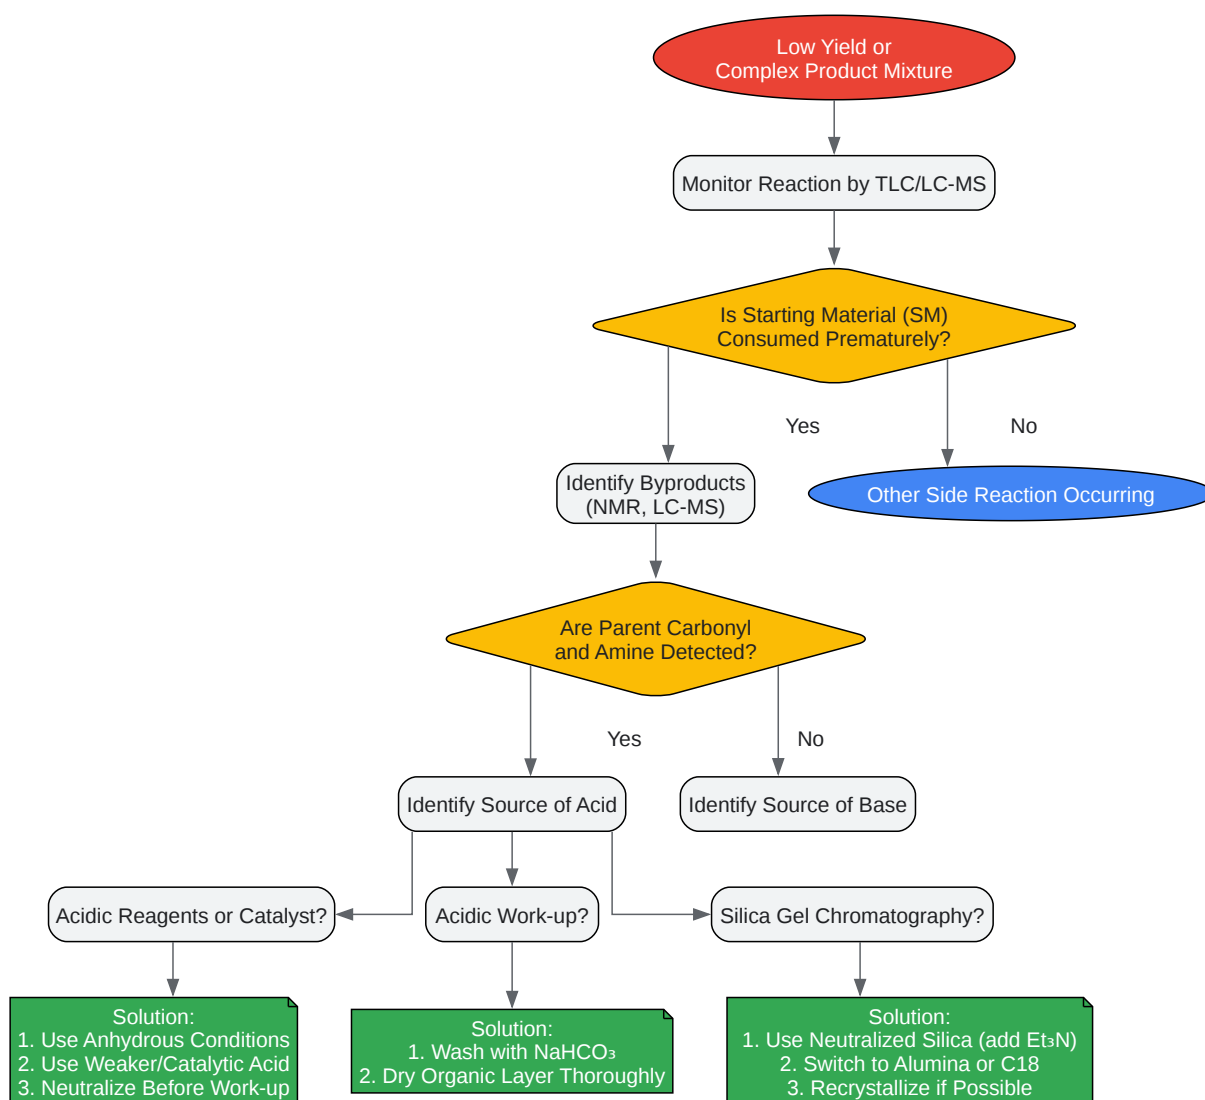 Low Yield or
Complex Product Mixture
Monitor Reaction by TLC/LC-MS
Is Starting Material (SM)
Consumed Prematurely?
Yes
No
Identify Byproducts
(NMR, LC-MS)
Other Side Reaction Occurring
Are Parent Carbonyl
and Amine Detected?
Yes
No
Identify Source of Acid
Identify Source of Base
Acidic Reagents or Catalyst?
Acidic Work-up?
Silica Gel Chromatography?
Solution:
1. Use Anhydrous Conditions
2. Use Weaker/Catalytic Acid
3. Neutralize Before Work-up
Solution:
1. Wash with NaHCO₃
2. Dry Organic Layer Thoroughly
Solution:
1. Use Neutralized Silica (add Et₃N)
2. Switch to Alumina or C18
3. Recrystallize if Possible